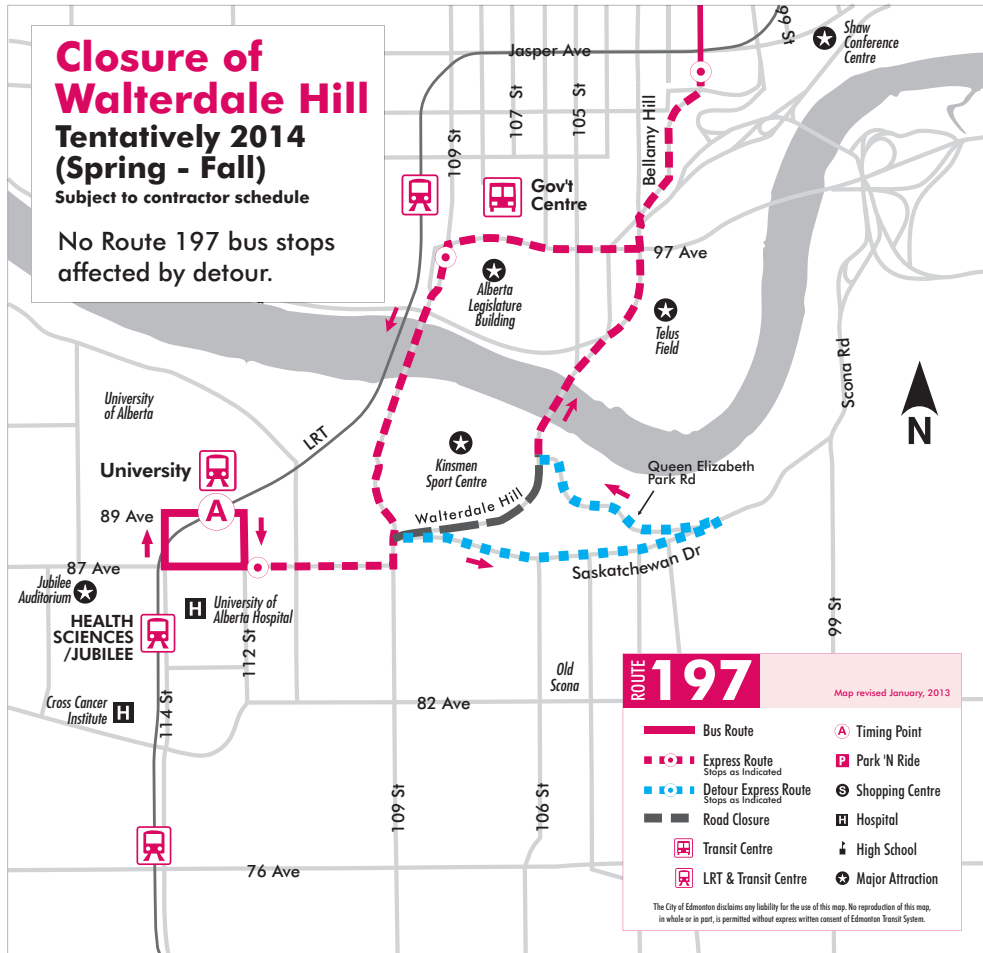 Closure of
Walterdale Hill
Tentatively 2014
(Spring - Fall)
Subject to contractor schedule
No Route 197 bus stops
affected by detour.
99 St
Shaw
Conference
Centre
Jasper Ave
109 St
107 St
105 St
Bellamy Hill
Gov't
Centre
97 Ave
Alberta
Legislature
Building
Telus
Field
Scona Rd
N
University
of Alberta
LRT
University
Kinsmen
Sport Centre
Queen Elizabeth
Park Rd
Walterdale Hill
A
89 Ave
87 Ave
Saskatchewan Dr
Jubilee
Auditorium
H
University of
Alberta Hospital
HEALTH
SCIENCES
/JUBILEE
112 St
99 St
Old
Scona
82 Ave
Cross Cancer
Institute
H
114 St
109 St
106 St
76 Ave
ROUTE 197
Map revised January, 2013
Bus Route
A Timing Point
Express Route
Stops as Indicated
P Park 'N Ride
Detour Express Route
Stops as Indicated
S Shopping Centre
Road Closure
H Hospital
Transit Centre
High School
LRT & Transit Centre
Major Attraction
The City of Edmonton disclaims any liability for the use of this map. No reproduction of this map,
in whole or in part, is permitted without express written consent of Edmonton Transit System.